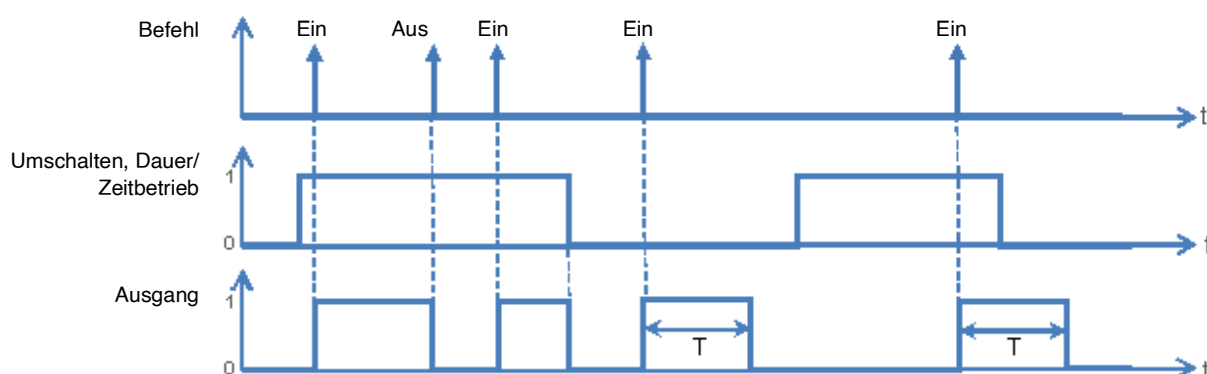 Befehl Ein Aus Ein Ein Ein
t
Umschalten, Dauer/
Zeitbetrieb
1
0
t
Ausgang
1
T T
0
t